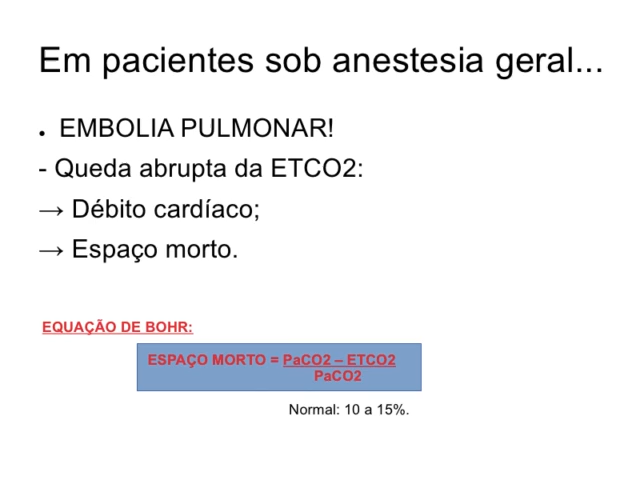 Em pacientes sob anestesia geral...
● EMBOLIA PULMONAR!
- Queda abrupta da ETCO2:
→ Débito cardíaco;
→ Espaço morto.
EQUAÇÃO DE BOHR:
ESPAÇO MORTO = PaCO2 – ETCO2
PaCO2
Normal: 10 a 15%.